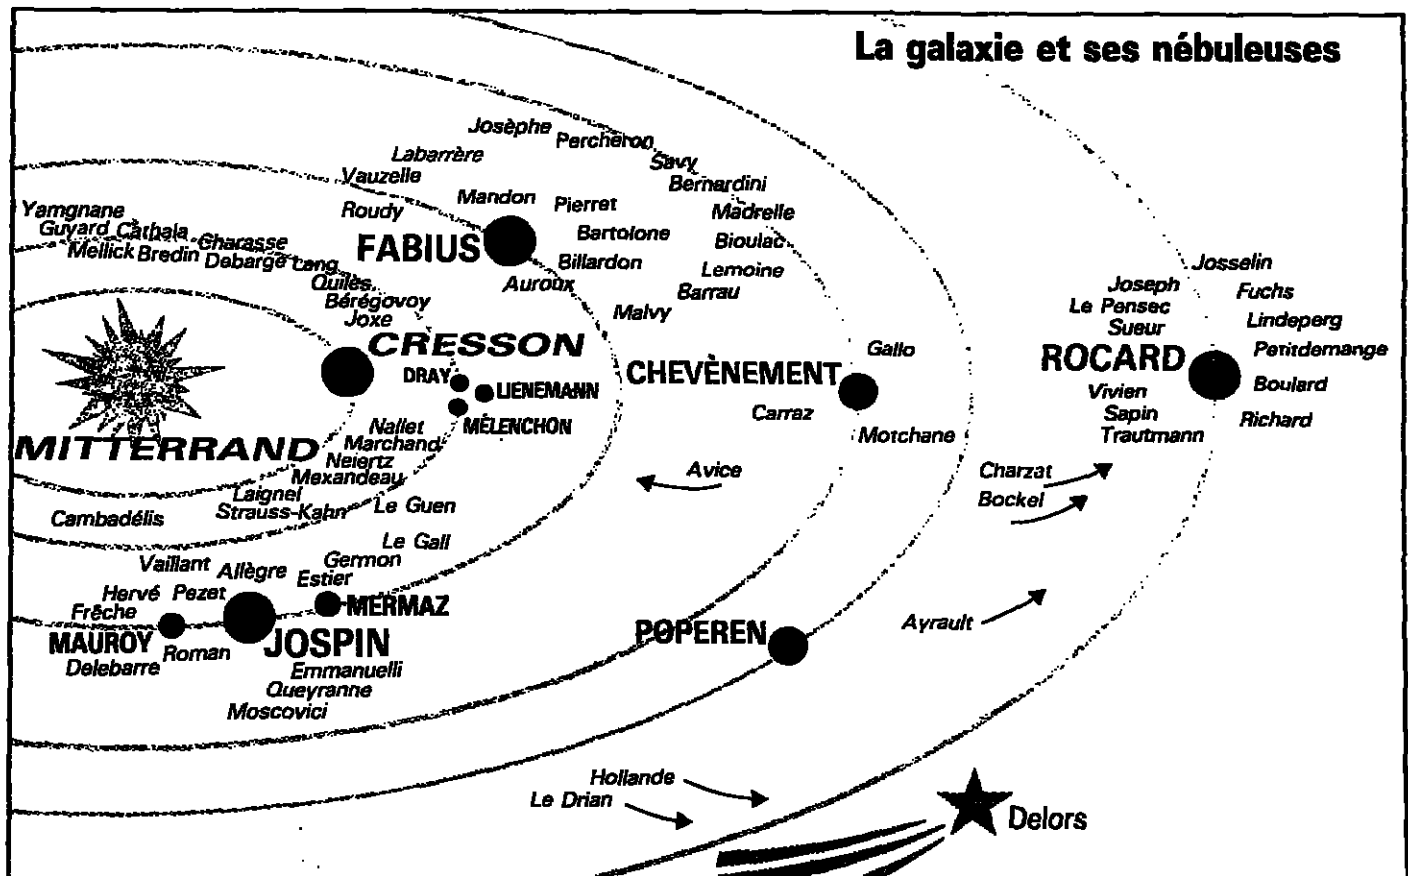 La galaxie et ses nébuleuses
Josèphe
Percheron
Labarrère
Savy
Vauzelle
Bernardini
Mandon
Pierret
Roudy
Madrelle
Yamgnane
Guyard Cathala
Charasse
Mellick Bredin
Debarge Lang
FABIUS
Bartolone
Bioulac
Billardon
Lemoine
Auroux
Barrau
Malvy
Quilès
Bérégovoy
Joxe
CRESSON
DRAY
LIENEMANN
MÉLENCHON
MITTERRAND
Nallet
Marchand
Neiertz
Mexandeau
Laignel
Strauss-Kahn
Le Guen
Cambadélis
Le Gall
Germon
Estier
Vaillant
Allègre
Hervé
Pezet
Frêche
MERMAZ
MAUROY
Roman
JOSPIN
Delebarre
Emmanuelli
Queyranne
Moscovici
CHEVÈNEMENT
Gallo
Carraz
Motchane
Avice
POPEREN
Josselin
Joseph
Fuchs
Le Pensec
Lindeperg
Sueur
ROCARD
Petitdemange
Vivien
Boulard
Sapin
Richard
Trautmann
Charzat
Bockel
Ayrault
Hollande
Le Drian
Delors